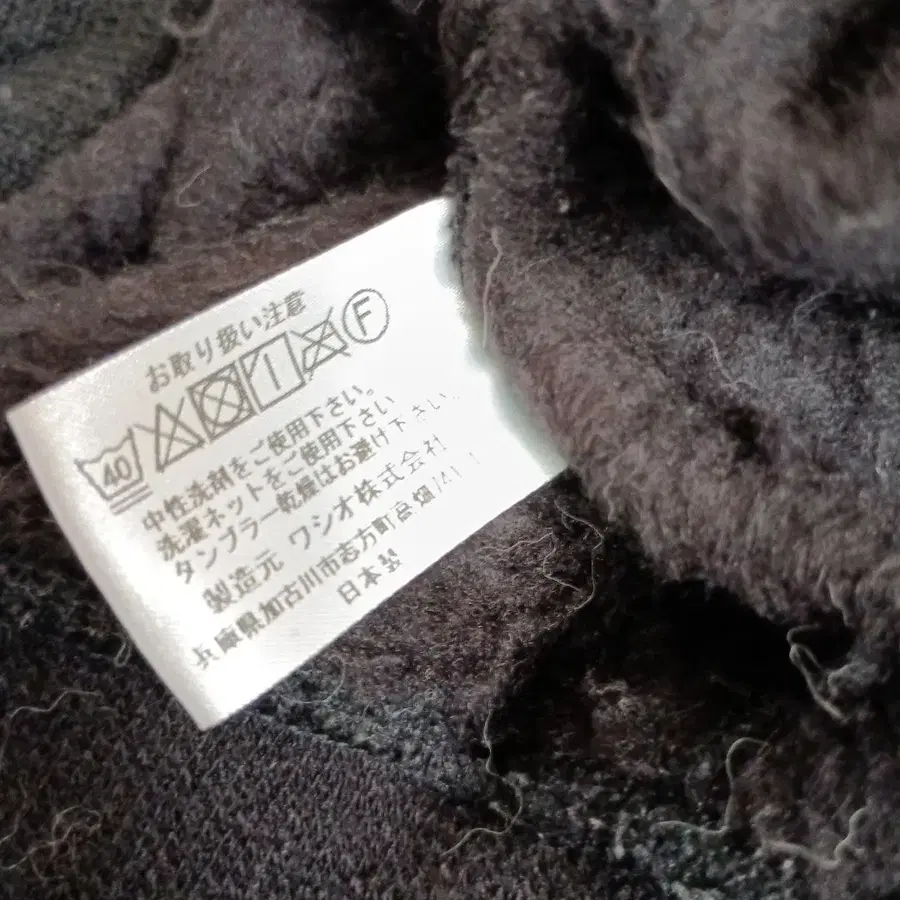 お取り扱い注意
40 F
中性洗剤をご使用下さい。
洗濯ネットをご使用下さい
タンブラー乾燥はお避け下さい。
製造元 ワシオ株式会社
兵庫県加古川市志方町
日本製